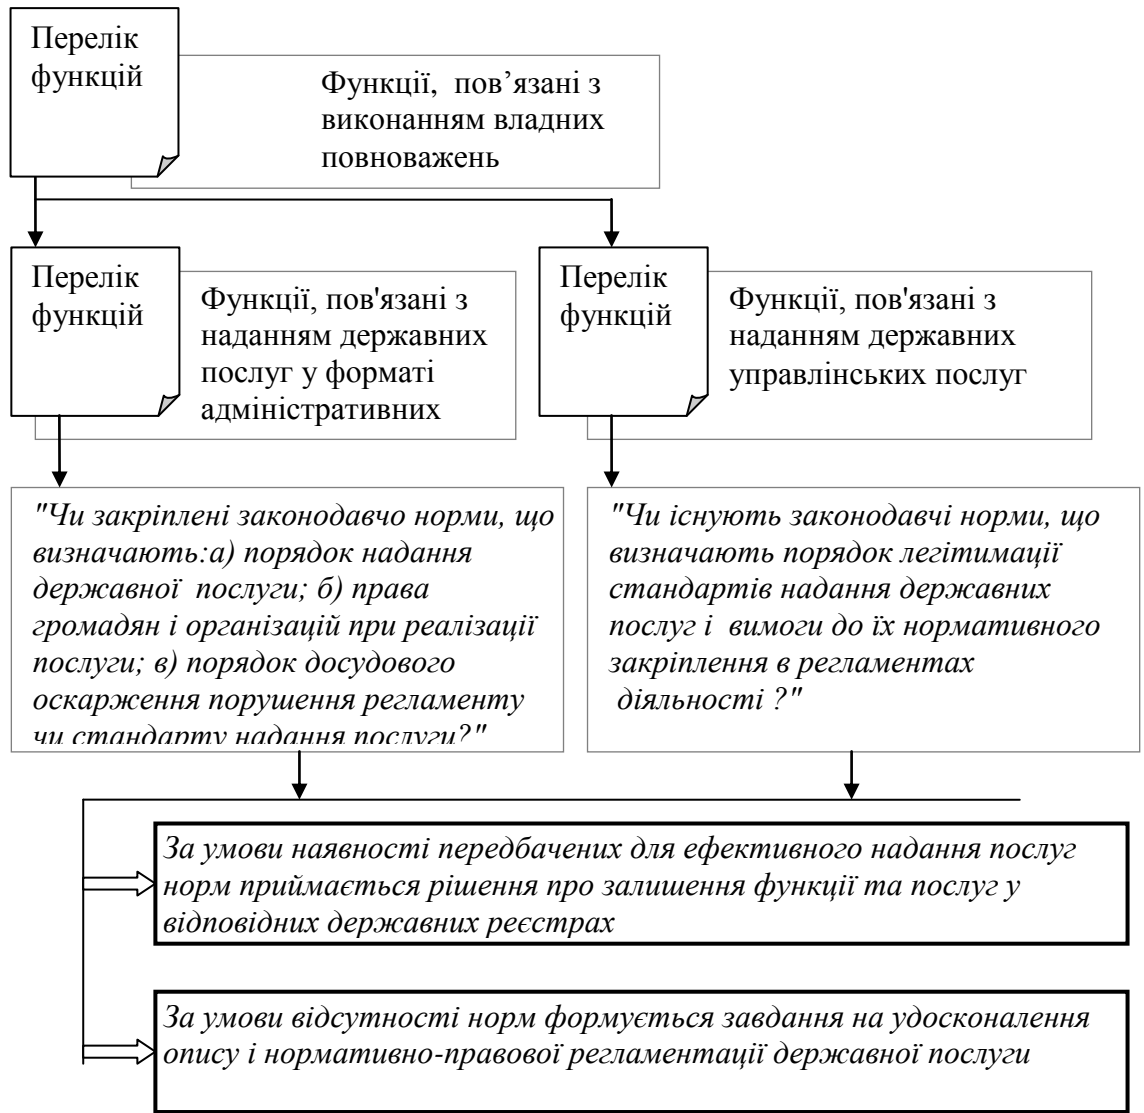 Перелік
функцій
Функції,  пов’язані з
виконанням владних
повноважень
Перелік
функцій
Функції, пов'язані з
наданням державних
послуг у форматі
адміністративних
Перелік
функцій
Функції, пов'язані з
наданням державних
управлінських послуг
"Чи закріплені законодавчо норми, що
визначають:а) порядок надання
державної  послуги; б) права
громадян і організацій при реалізації
послуги; в) порядок досудового
оскарження порушення регламенту
чи стандарту надання послуги?"
"Чи існують законодавчі норми, що
визначають порядок легітимації
стандартів надання державних
послуг і  вимоги до їх нормативного
закріплення в регламентах
діяльності ?"
За умови наявності передбачених для ефективного надання послуг
норм приймається рішення про залишення функції та послуг у
відповідних державних реєстрах
За умови відсутності норм формується завдання на удосконалення
опису і нормативно-правової регламентації державної послуги